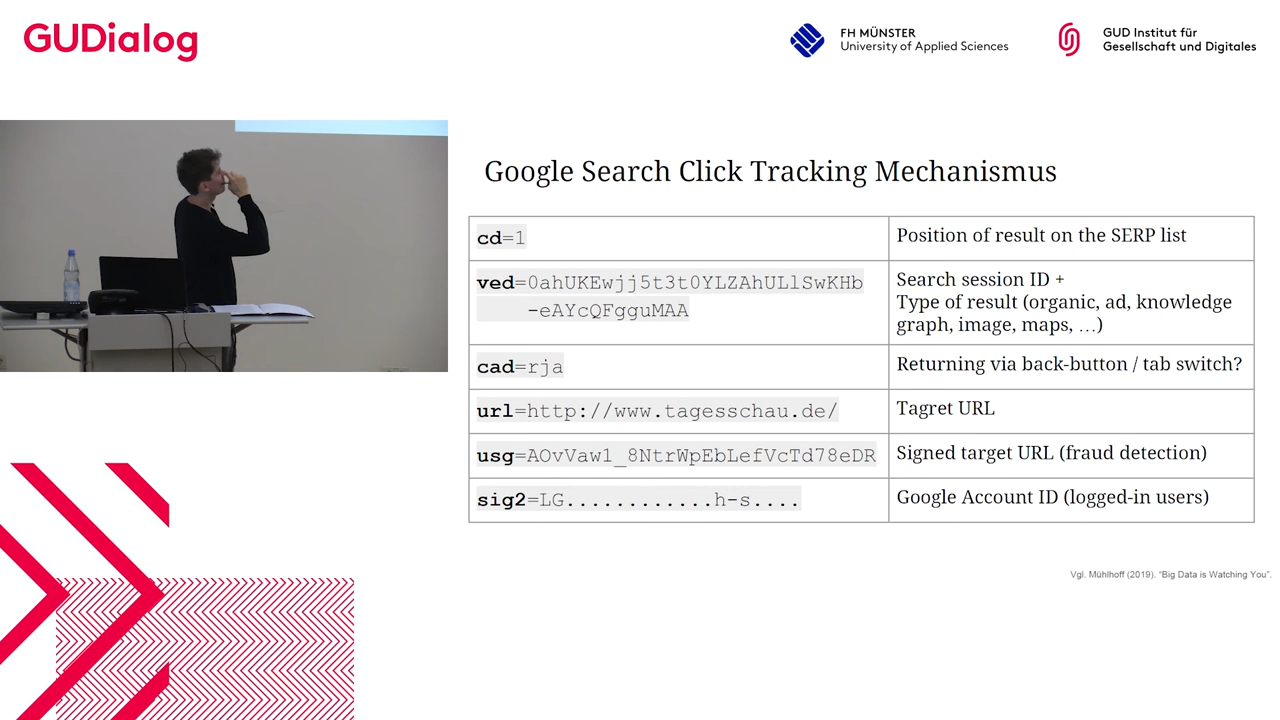 GUDialog
FH MÜNSTER
University of Applied Sciences
GUD Institut für
Gesellschaft und Digitales
Google Search Click Tracking Mechanismus
cd=1
Position of result on the SERP list
ved=0ahUKEwjj5t3t0YLZAhULlSwKHb
-eAYcQFgguMAA
Search session ID +
Type of result (organic, ad, knowledge
graph, image, maps, …)
cad=rja
Returning via back-button / tab switch?
url=http://www.tagesschau.de/
Tagret URL
usg=AOvVaw1_8NtrWpEbLefVcTd78eDR
Signed target URL (fraud detection)
sig2=LG............h-s....
Google Account ID (logged-in users)
Vgl. Mühlhoff (2019). "Big Data is Watching You".